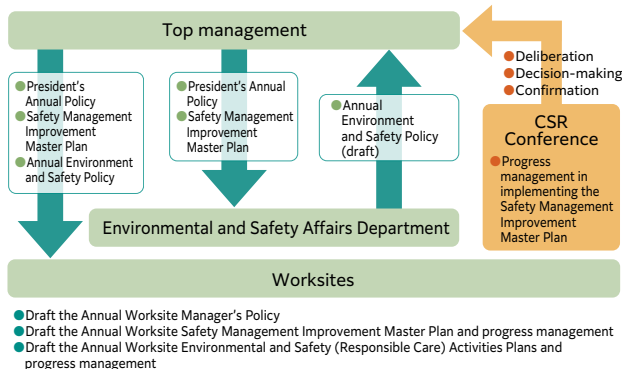 Top management
●President's
Annual Policy
●Safety Management
Improvement
Master Plan
●Annual Environment
and Safety Policy
●President's Annual
Policy
●Safety Management
Improvement
Master Plan
●Annual
Environment
and Safety Policy
(draft)
●Deliberation
●Decision-making
●Confirmation
CSR
Conference
●Progress
management in
implementing the
Safety Management
Improvement
Master Plan
Environmental and Safety Affairs Department
Worksites
●Draft the Annual Worksite Manager's Policy
●Draft the Annual Worksite Safety Management Improvement Master Plan and progress management
●Draft the Annual Worksite Environmental and Safety (Responsible Care) Activities Plans and
progress management